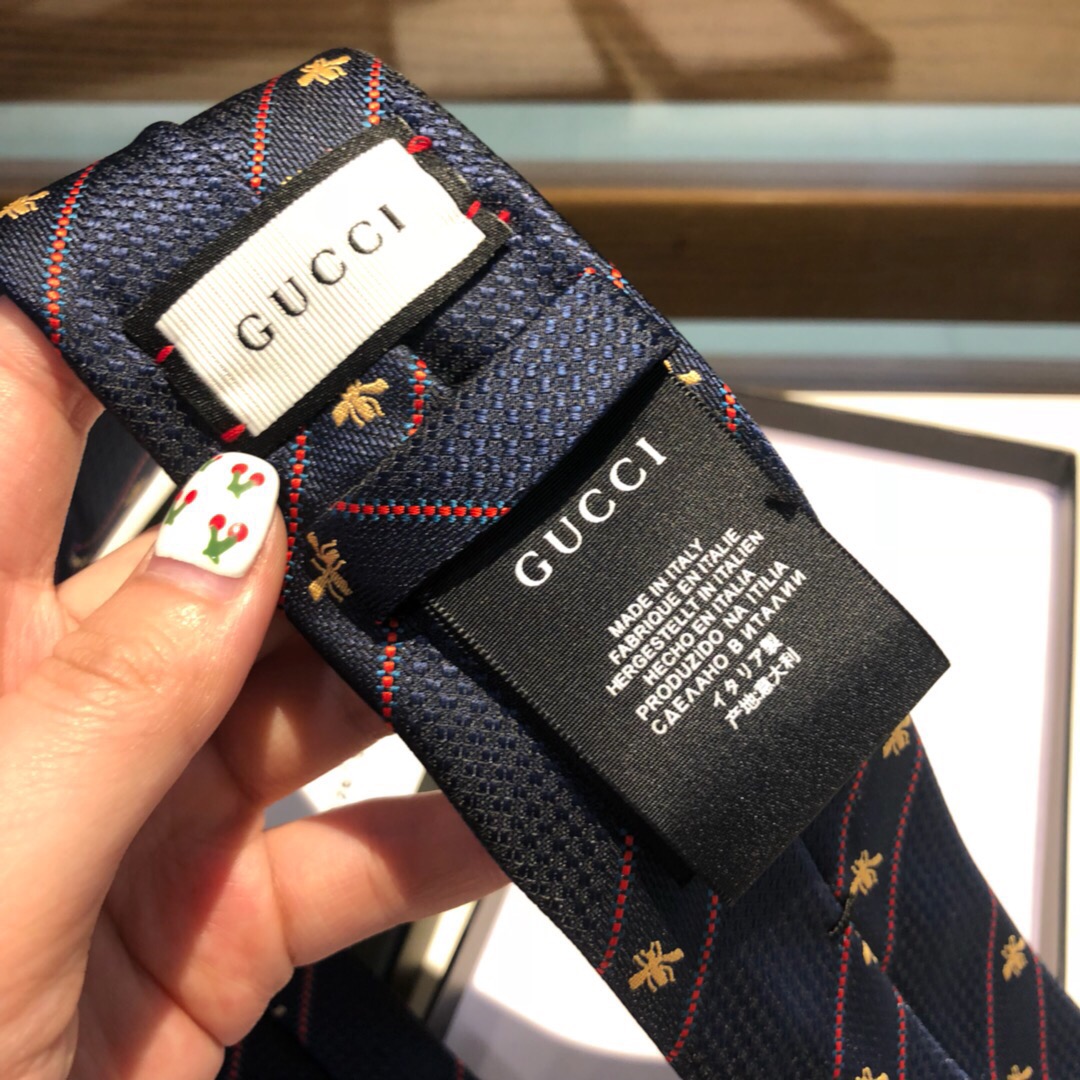 GUCCI
GUCCI
MADE IN ITALY
FABRIQUE EN ITALIE
HERGESTELLT IN ITALIEN
HECHO EN ITALIA
PRODUZIDO NA ITILIA
СДЕЛАНО В ИТАЛИИ
イタリア製
产地:意大利